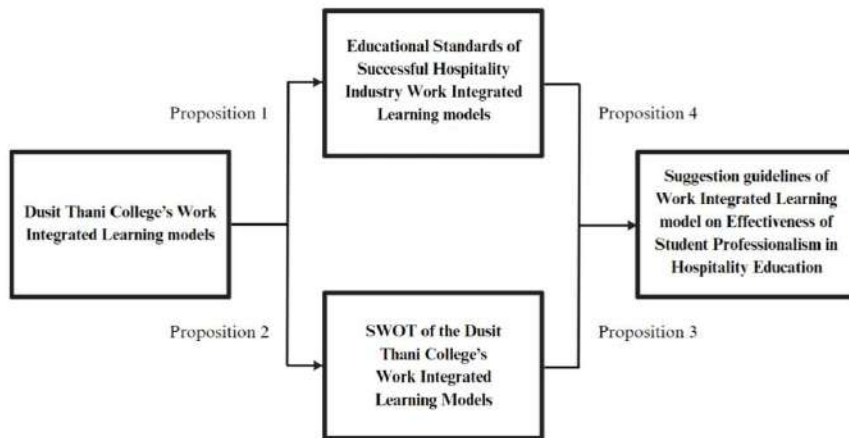 Educational Standards of
Successful Hospitality
Industry Work Integrated
Learning models
Proposition 1
Proposition 4
Dusit Thani College's Work
Integrated Learning models
Suggestion guidelines of
Work Integrated Learning
model on Effectiveness of
Student Professionalism in
Hospitality Education
Proposition 2
Proposition 3
SWOT of the Dusit
Thani College's
Work Integrated
Learning Models